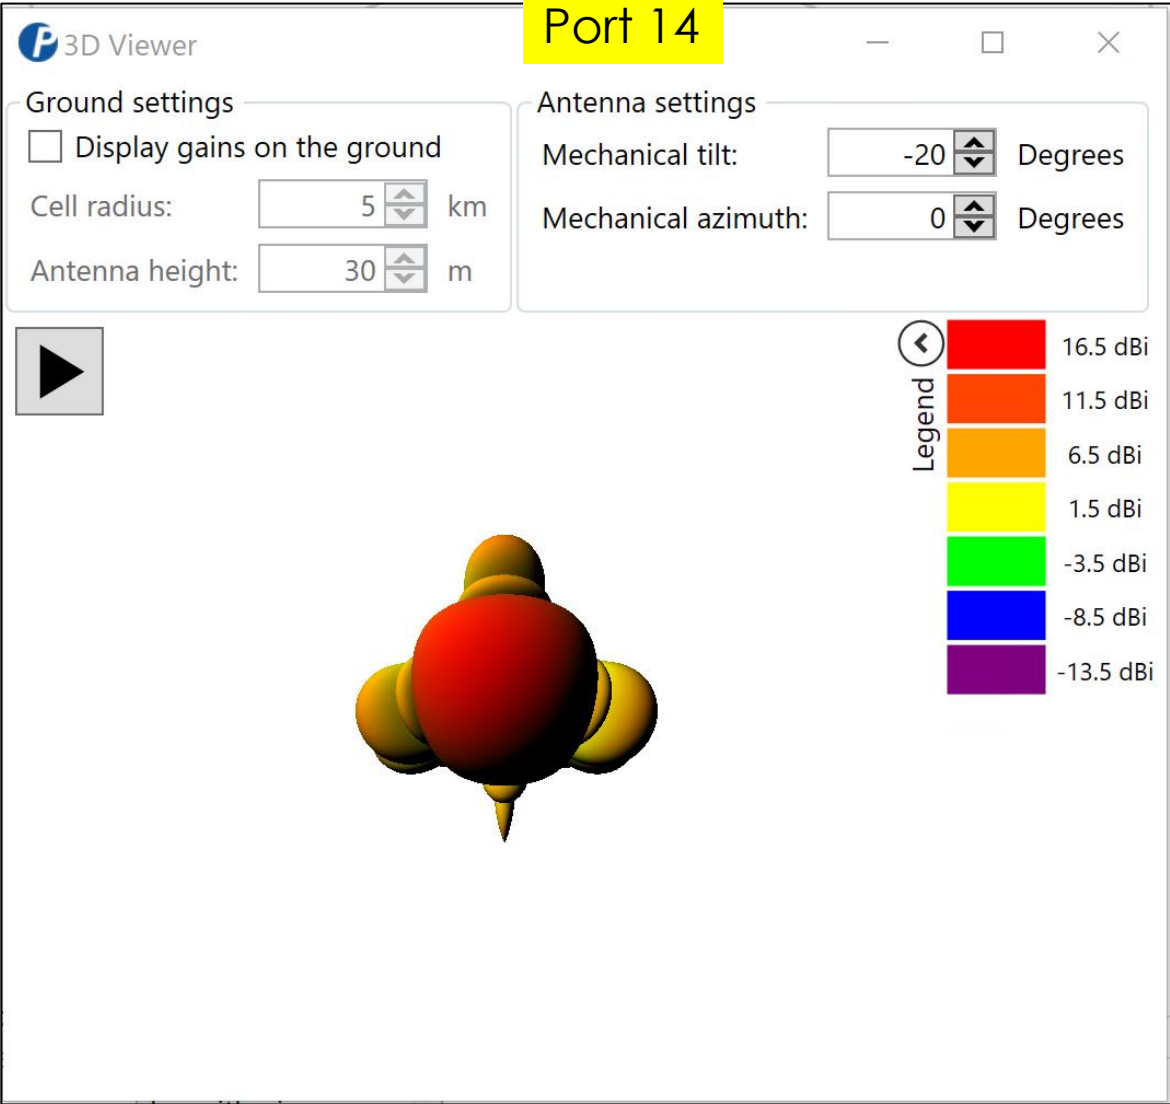 Port 14
3D Viewer
Ground settings
Display gains on the ground
Cell radius: 5 km
Antenna height: 30 m
Antenna settings
Mechanical tilt: -20 Degrees
Mechanical azimuth: 0 Degrees
Legend
16.5 dBi
11.5 dBi
6.5 dBi
1.5 dBi
-3.5 dBi
-8.5 dBi
-13.5 dBi